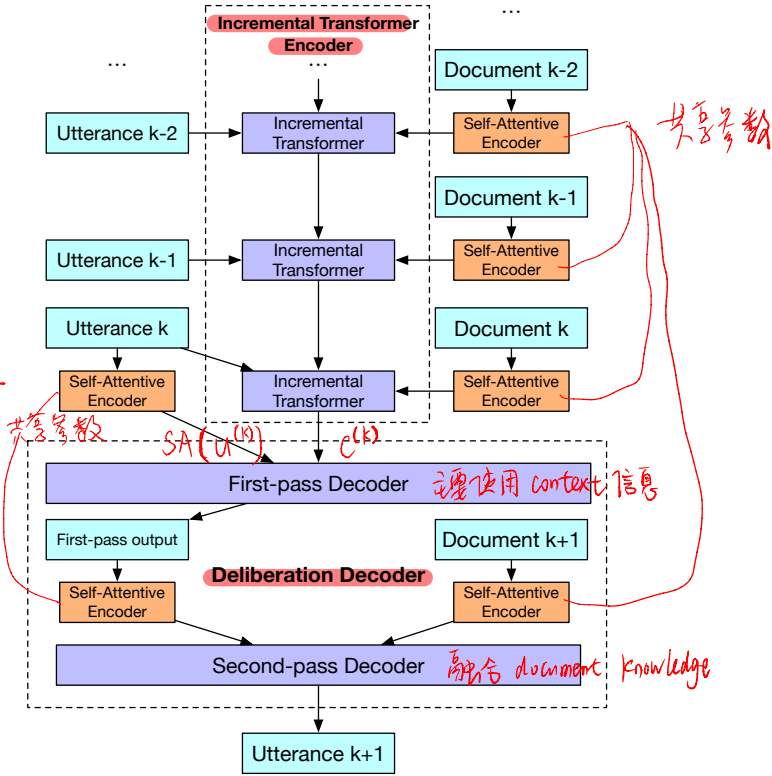 ...
Incremental Transformer
Encoder
...
...
Document k-2
Utterance k-2
Incremental
Transformer
Self-Attentive
Encoder
共享参数
Document k-1
Utterance k-1
Incremental
Transformer
Self-Attentive
Encoder
Utterance k
Document k
Self-Attentive
Encoder
Incremental
Transformer
Self-Attentive
Encoder
共享参数
SA(U^(k))
C^(k)
First-pass Decoder
主要使用 context 信息
First-pass output
Document k+1
Deliberation Decoder
Self-Attentive
Encoder
Self-Attentive
Encoder
Second-pass Decoder
融合 document knowledge
Utterance k+1